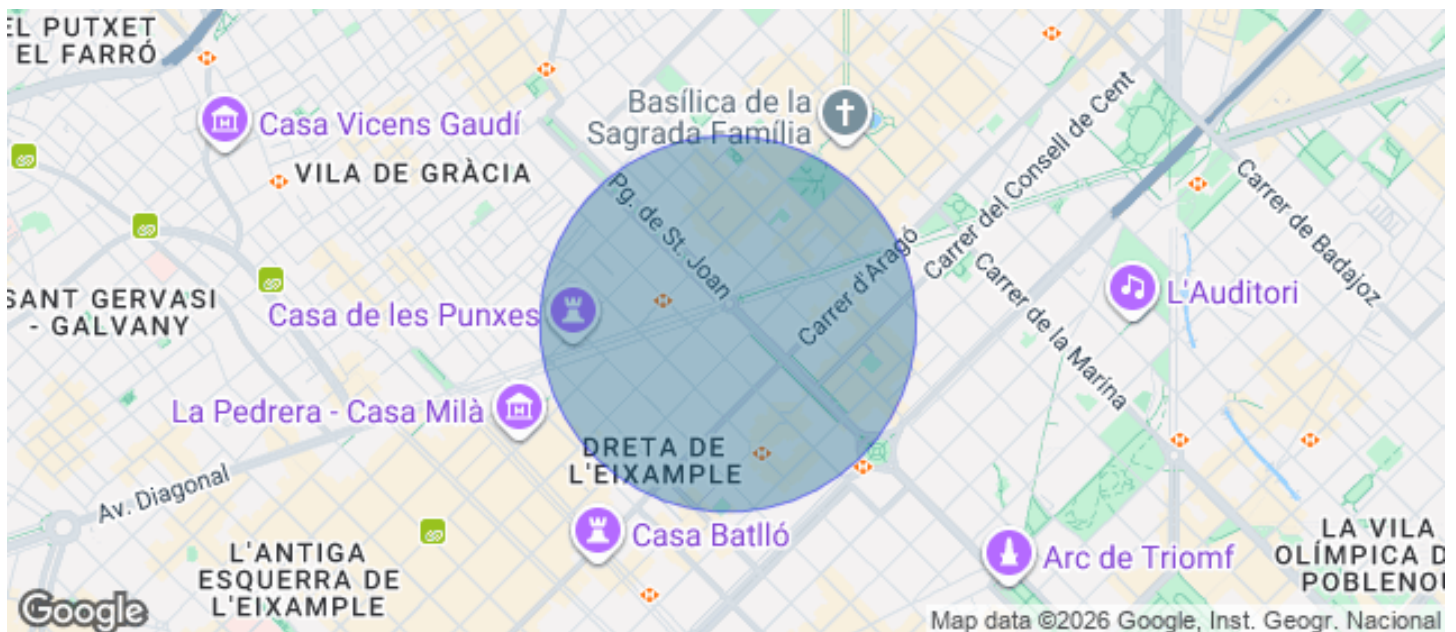 EL PUTXET
EL FARRÓ
Casa Vicens Gaudí
VILA DE GRÀCIA
Basílica de la
Sagrada Família
Pg. de St. Joan
Carrer del Consell de Cent
Carrer d'Aragó
Carrer de Badajoz
Carrer de la Marina
SANT GERVASI
- GALVANY
Casa de les Punxes
L'Auditori
La Pedrera - Casa Milà
DRETA DE
L'EIXAMPLE
Av. Diagonal
Casa Batlló
L'ANTIGA
ESQUERRA DE
L'EIXAMPLE
Arc de Triomf
LA VILA
OLÍMPICA D
POBLENOU
Google
Map data ©2026 Google, Inst. Geogr. Nacional